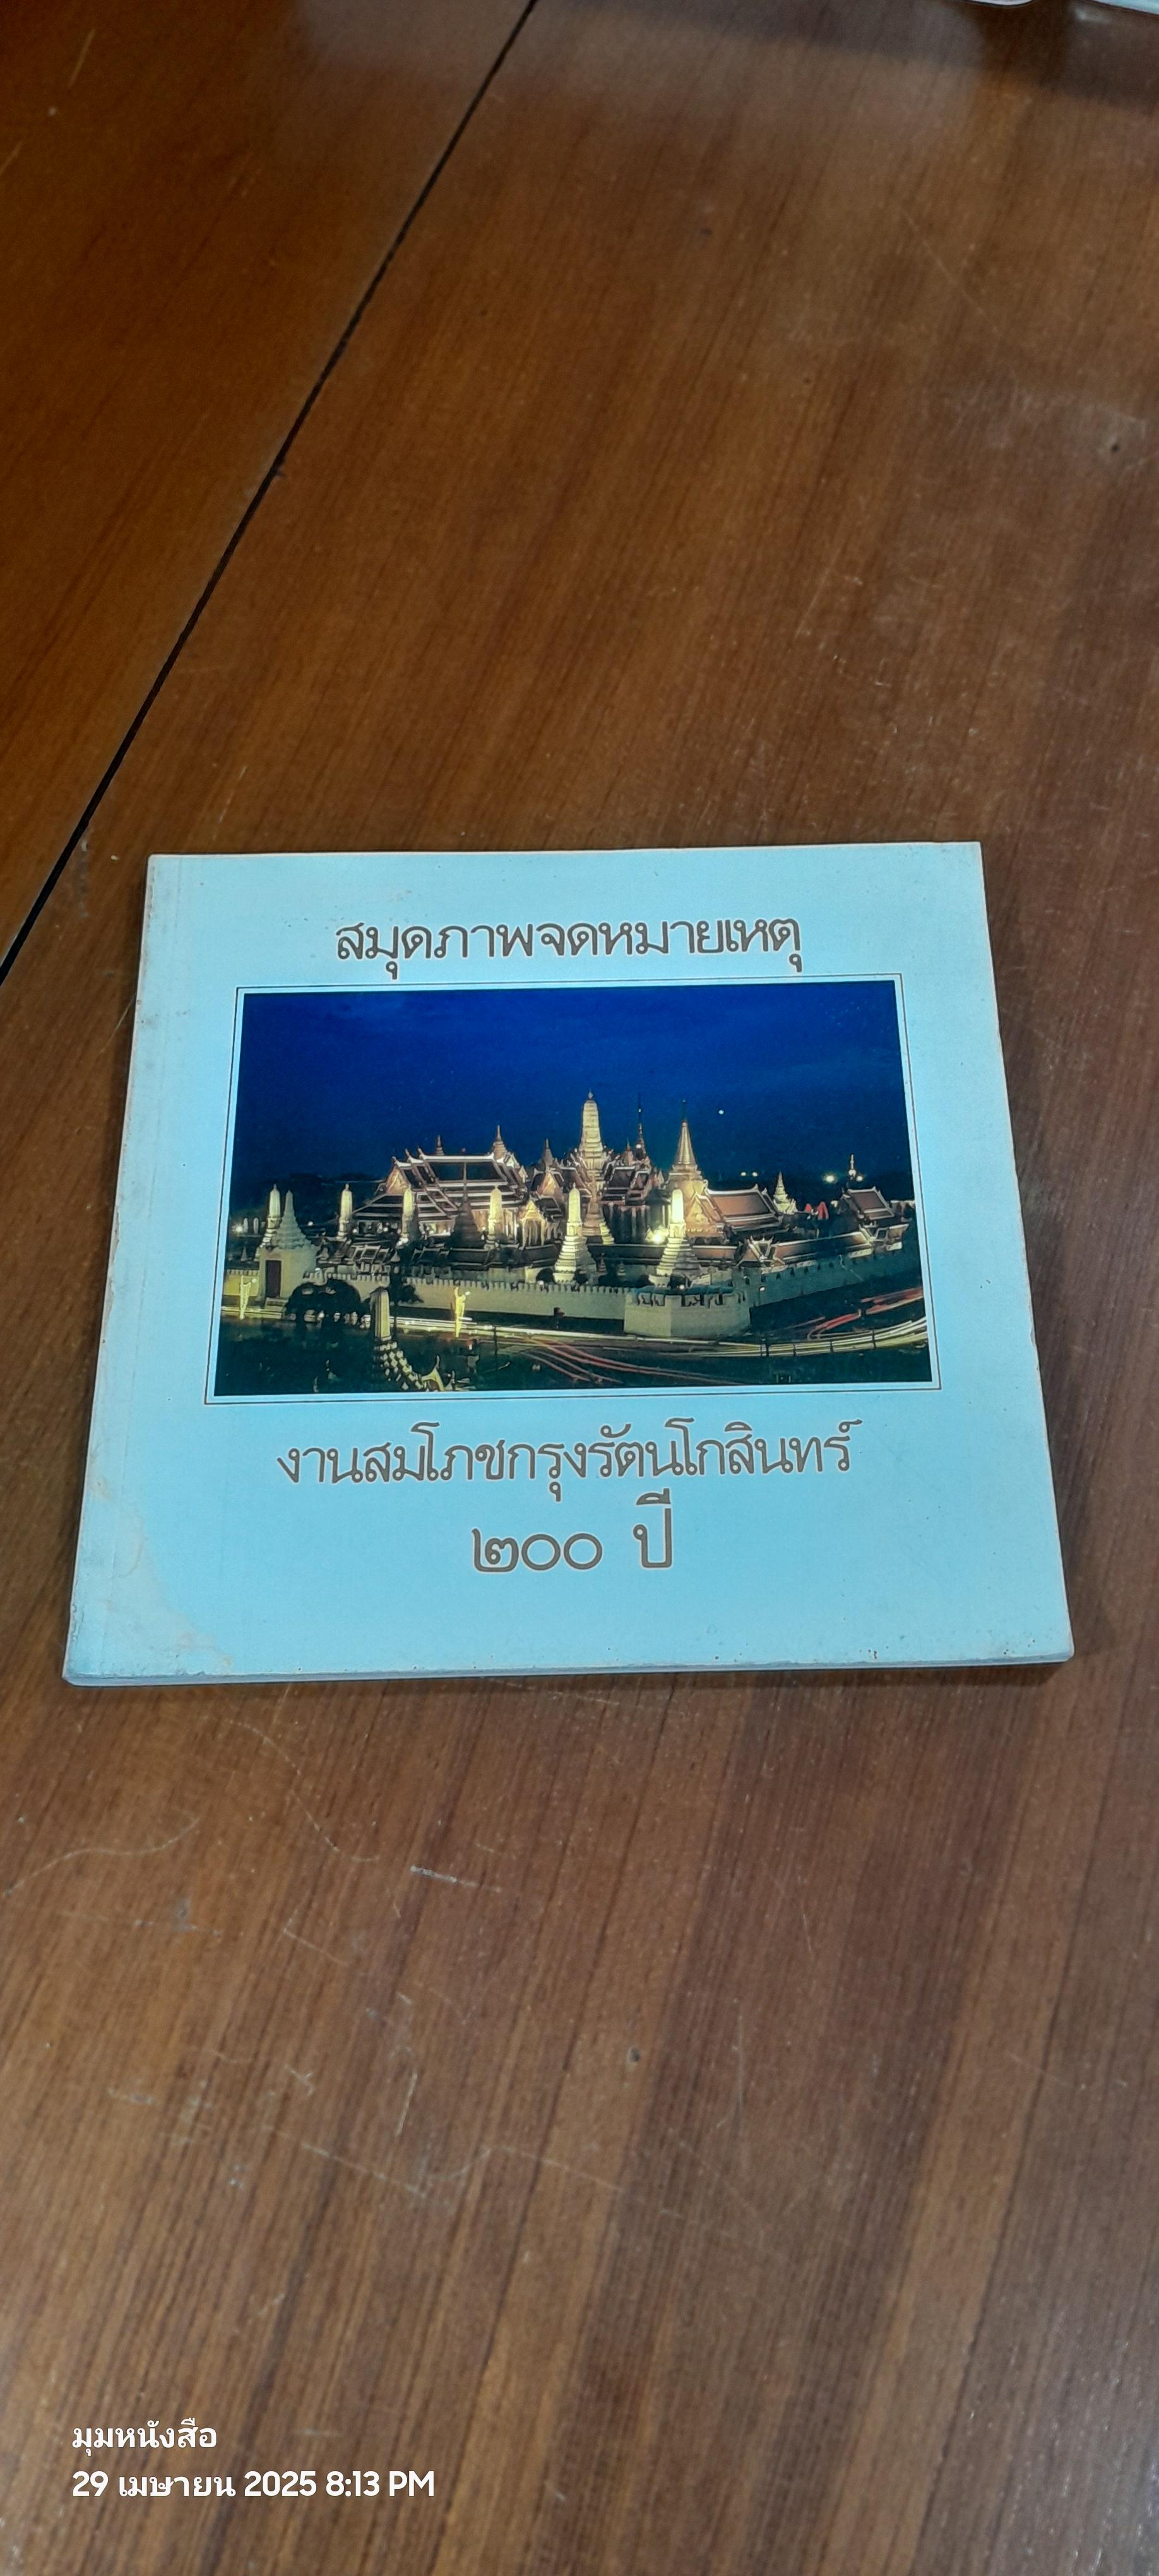 สมุดภาพจดหมายเหตุ
งานสมโภชกรุงรัตนโกสินทร์
๒๐๐ ปี
มุมหนังสือ
29 เมษายน 2025 8:13 PM